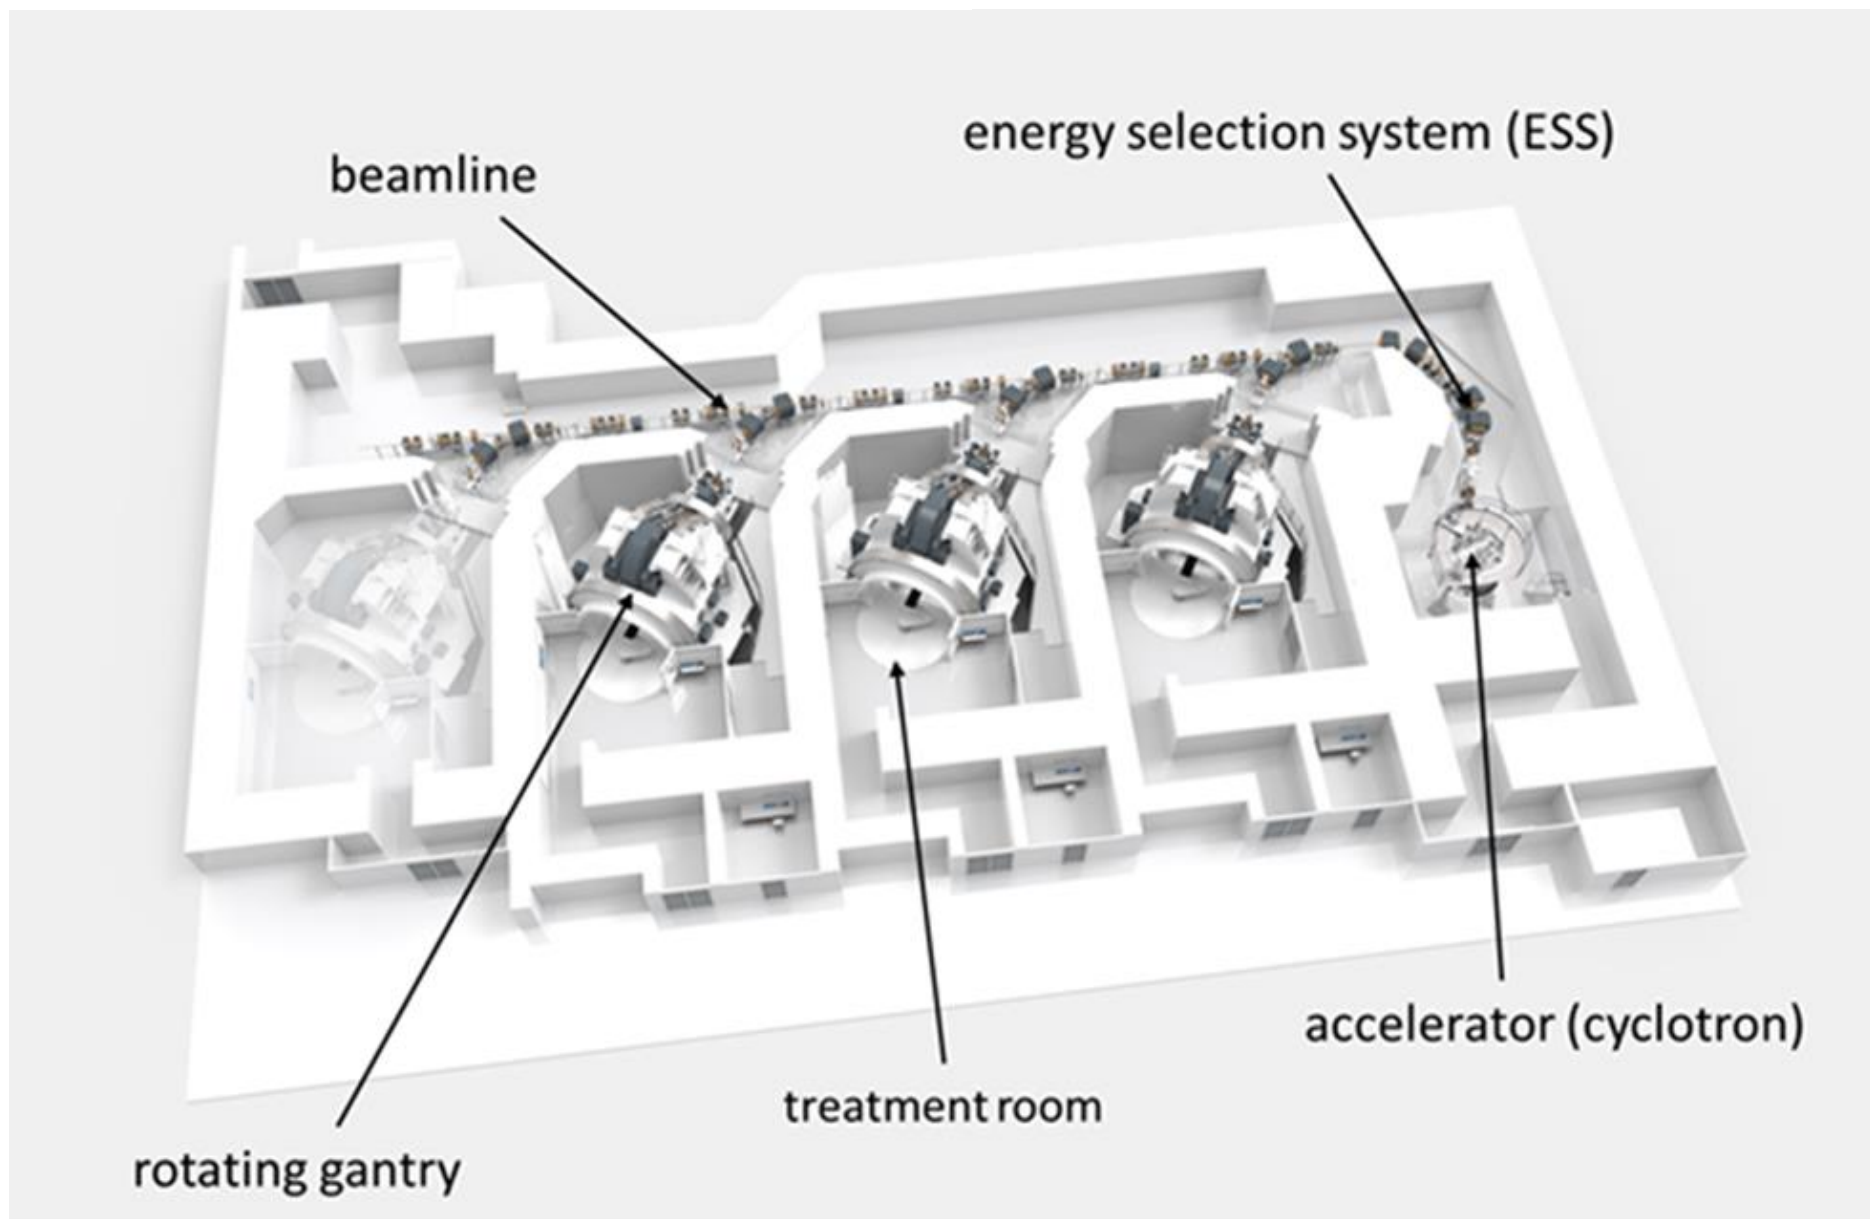 energy selection system (ESS)
beamline
accelerator (cyclotron)
treatment room
rotating gantry